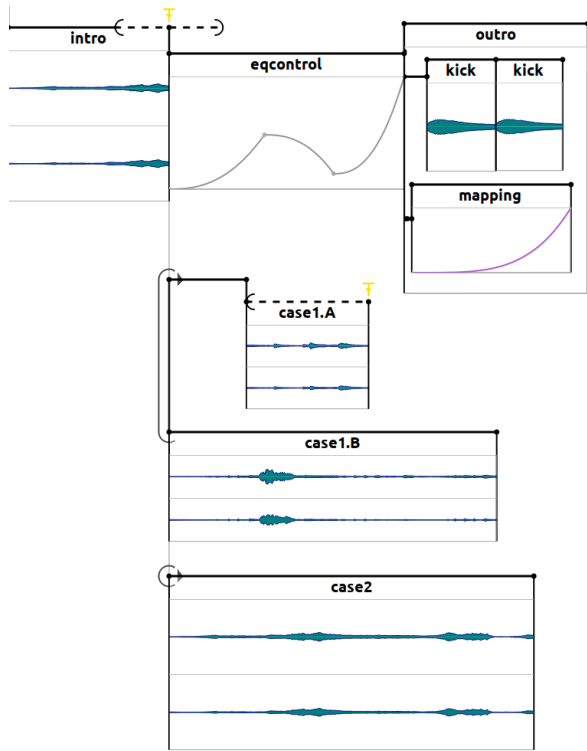 intro
eqcontrol
outro
kick kick
mapping
case1.A
case1.B
case2